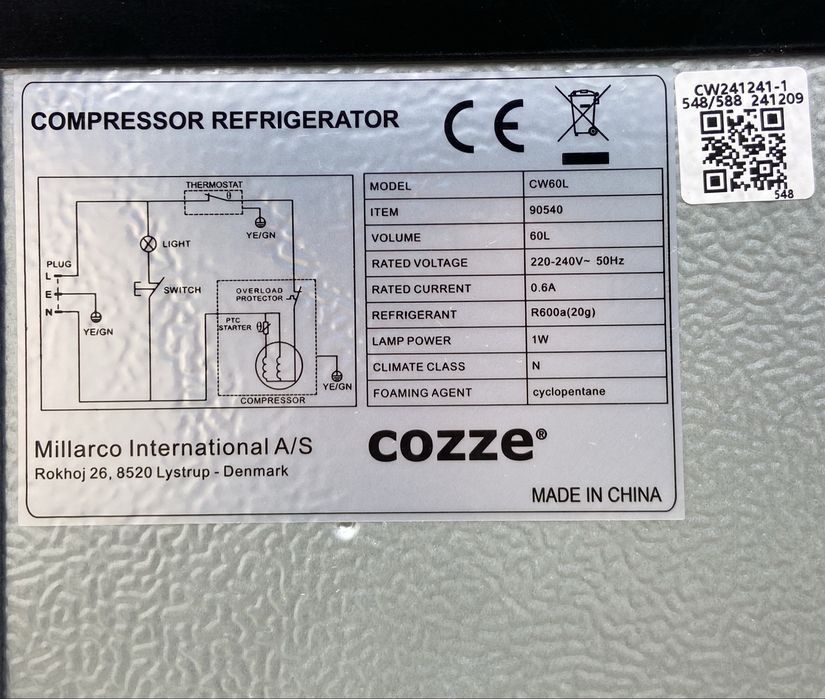 COMPRESSOR REFRIGERATOR
CE
CW241241-1
548/588 241209
548
THERMOSTAT
θ
YE/GN
LIGHT
PLUG
L
E
N
SWITCH
YE/GN
OVERLOAD
PROTECTOR
PTC
STARTER
θ
YE/GN
COMPRESSOR
MODEL CW60L
ITEM 90540
VOLUME 60L
RATED VOLTAGE 220-240V~ 50Hz
RATED CURRENT 0.6A
REFRIGERANT R600a(20g)
LAMP POWER 1W
CLIMATE CLASS N
FOAMING AGENT cyclopentane
Millarco International A/S
Rokhoj 26, 8520 Lystrup - Denmark
cozze®
MADE IN CHINA